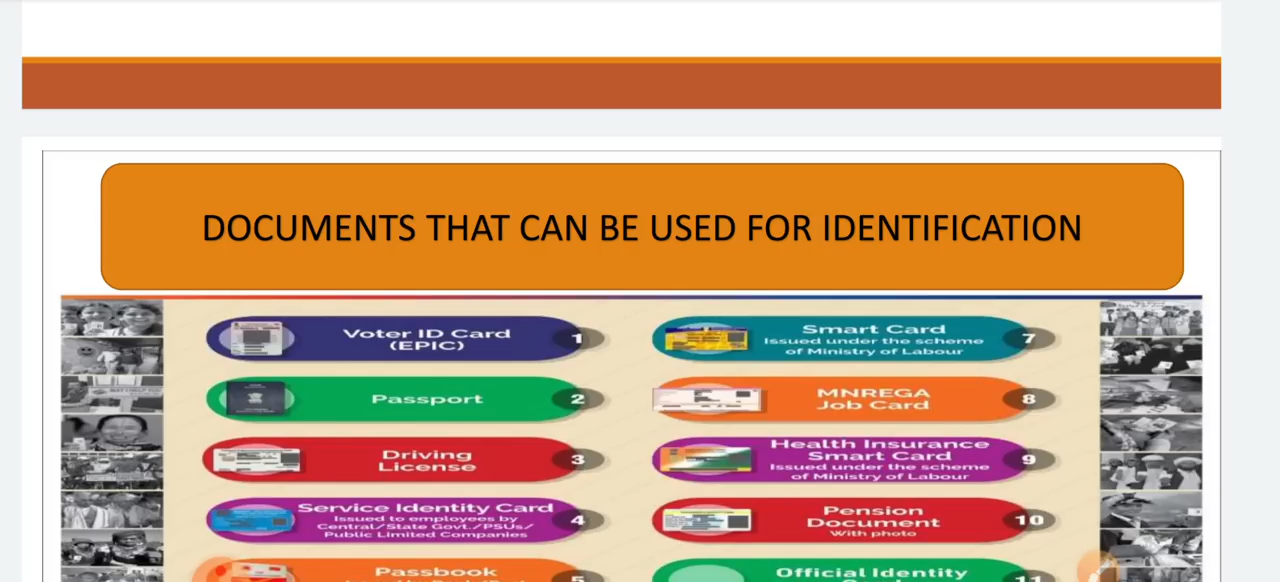 DOCUMENTS THAT CAN BE USED FOR IDENTIFICATION
Voter ID Card
(EPIC)
1
Passport
2
Driving
License
3
Service Identity Card
Issued to employees by
Central/State Govt./PSUs/
Public Limited Companies
4
Passbook
5
Smart Card
Issued under the scheme
of Ministry of Labour
7
MNREGA
Job Card
8
Health Insurance
Smart Card
Issued under the scheme
of Ministry of Labour
9
Pension
Document
With photo
10
Official Identity
11